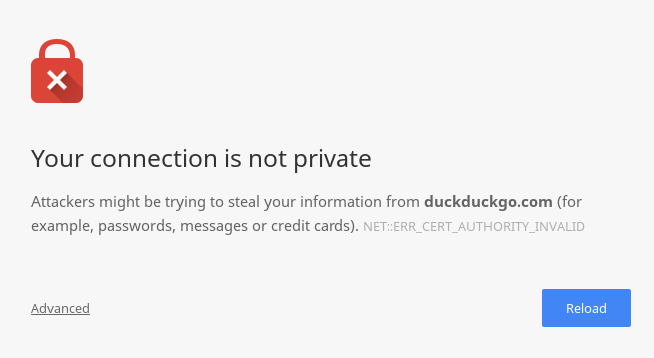 Your connection is not private
Attackers might be trying to steal your information from duckduckgo.com (for
example, passwords, messages or credit cards). NET::ERR_CERT_AUTHORITY_INVALID
Advanced
Reload